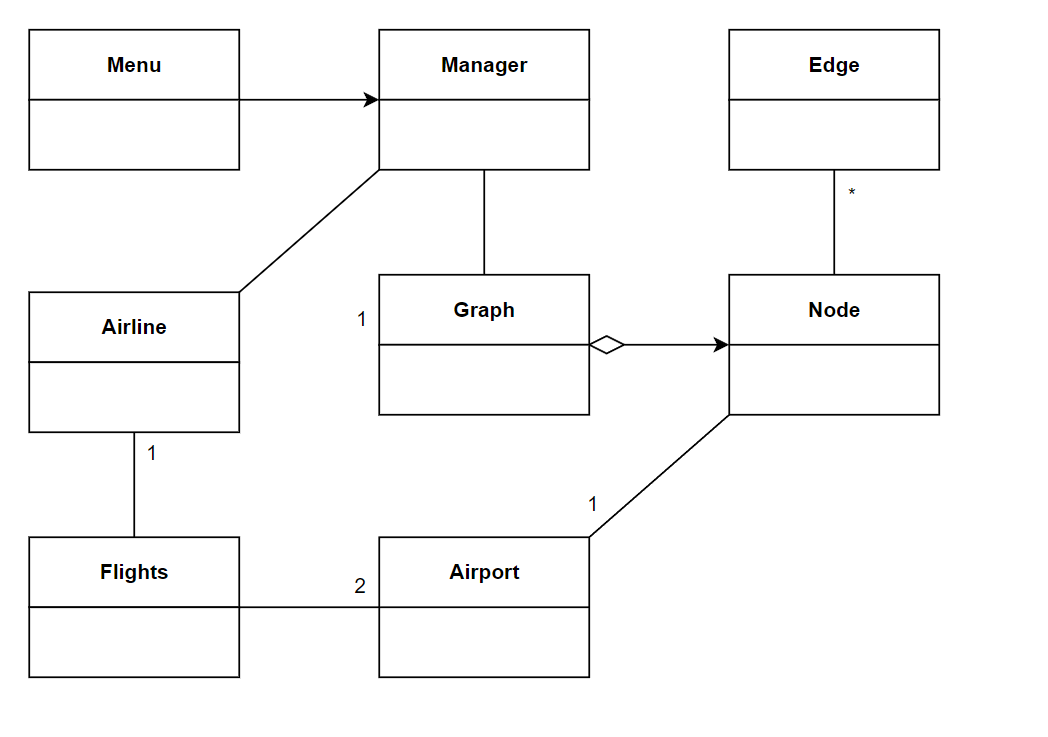 Menu
Manager
Edge
*
Airline
1
Graph
Node
1
1
Flights
2
Airport